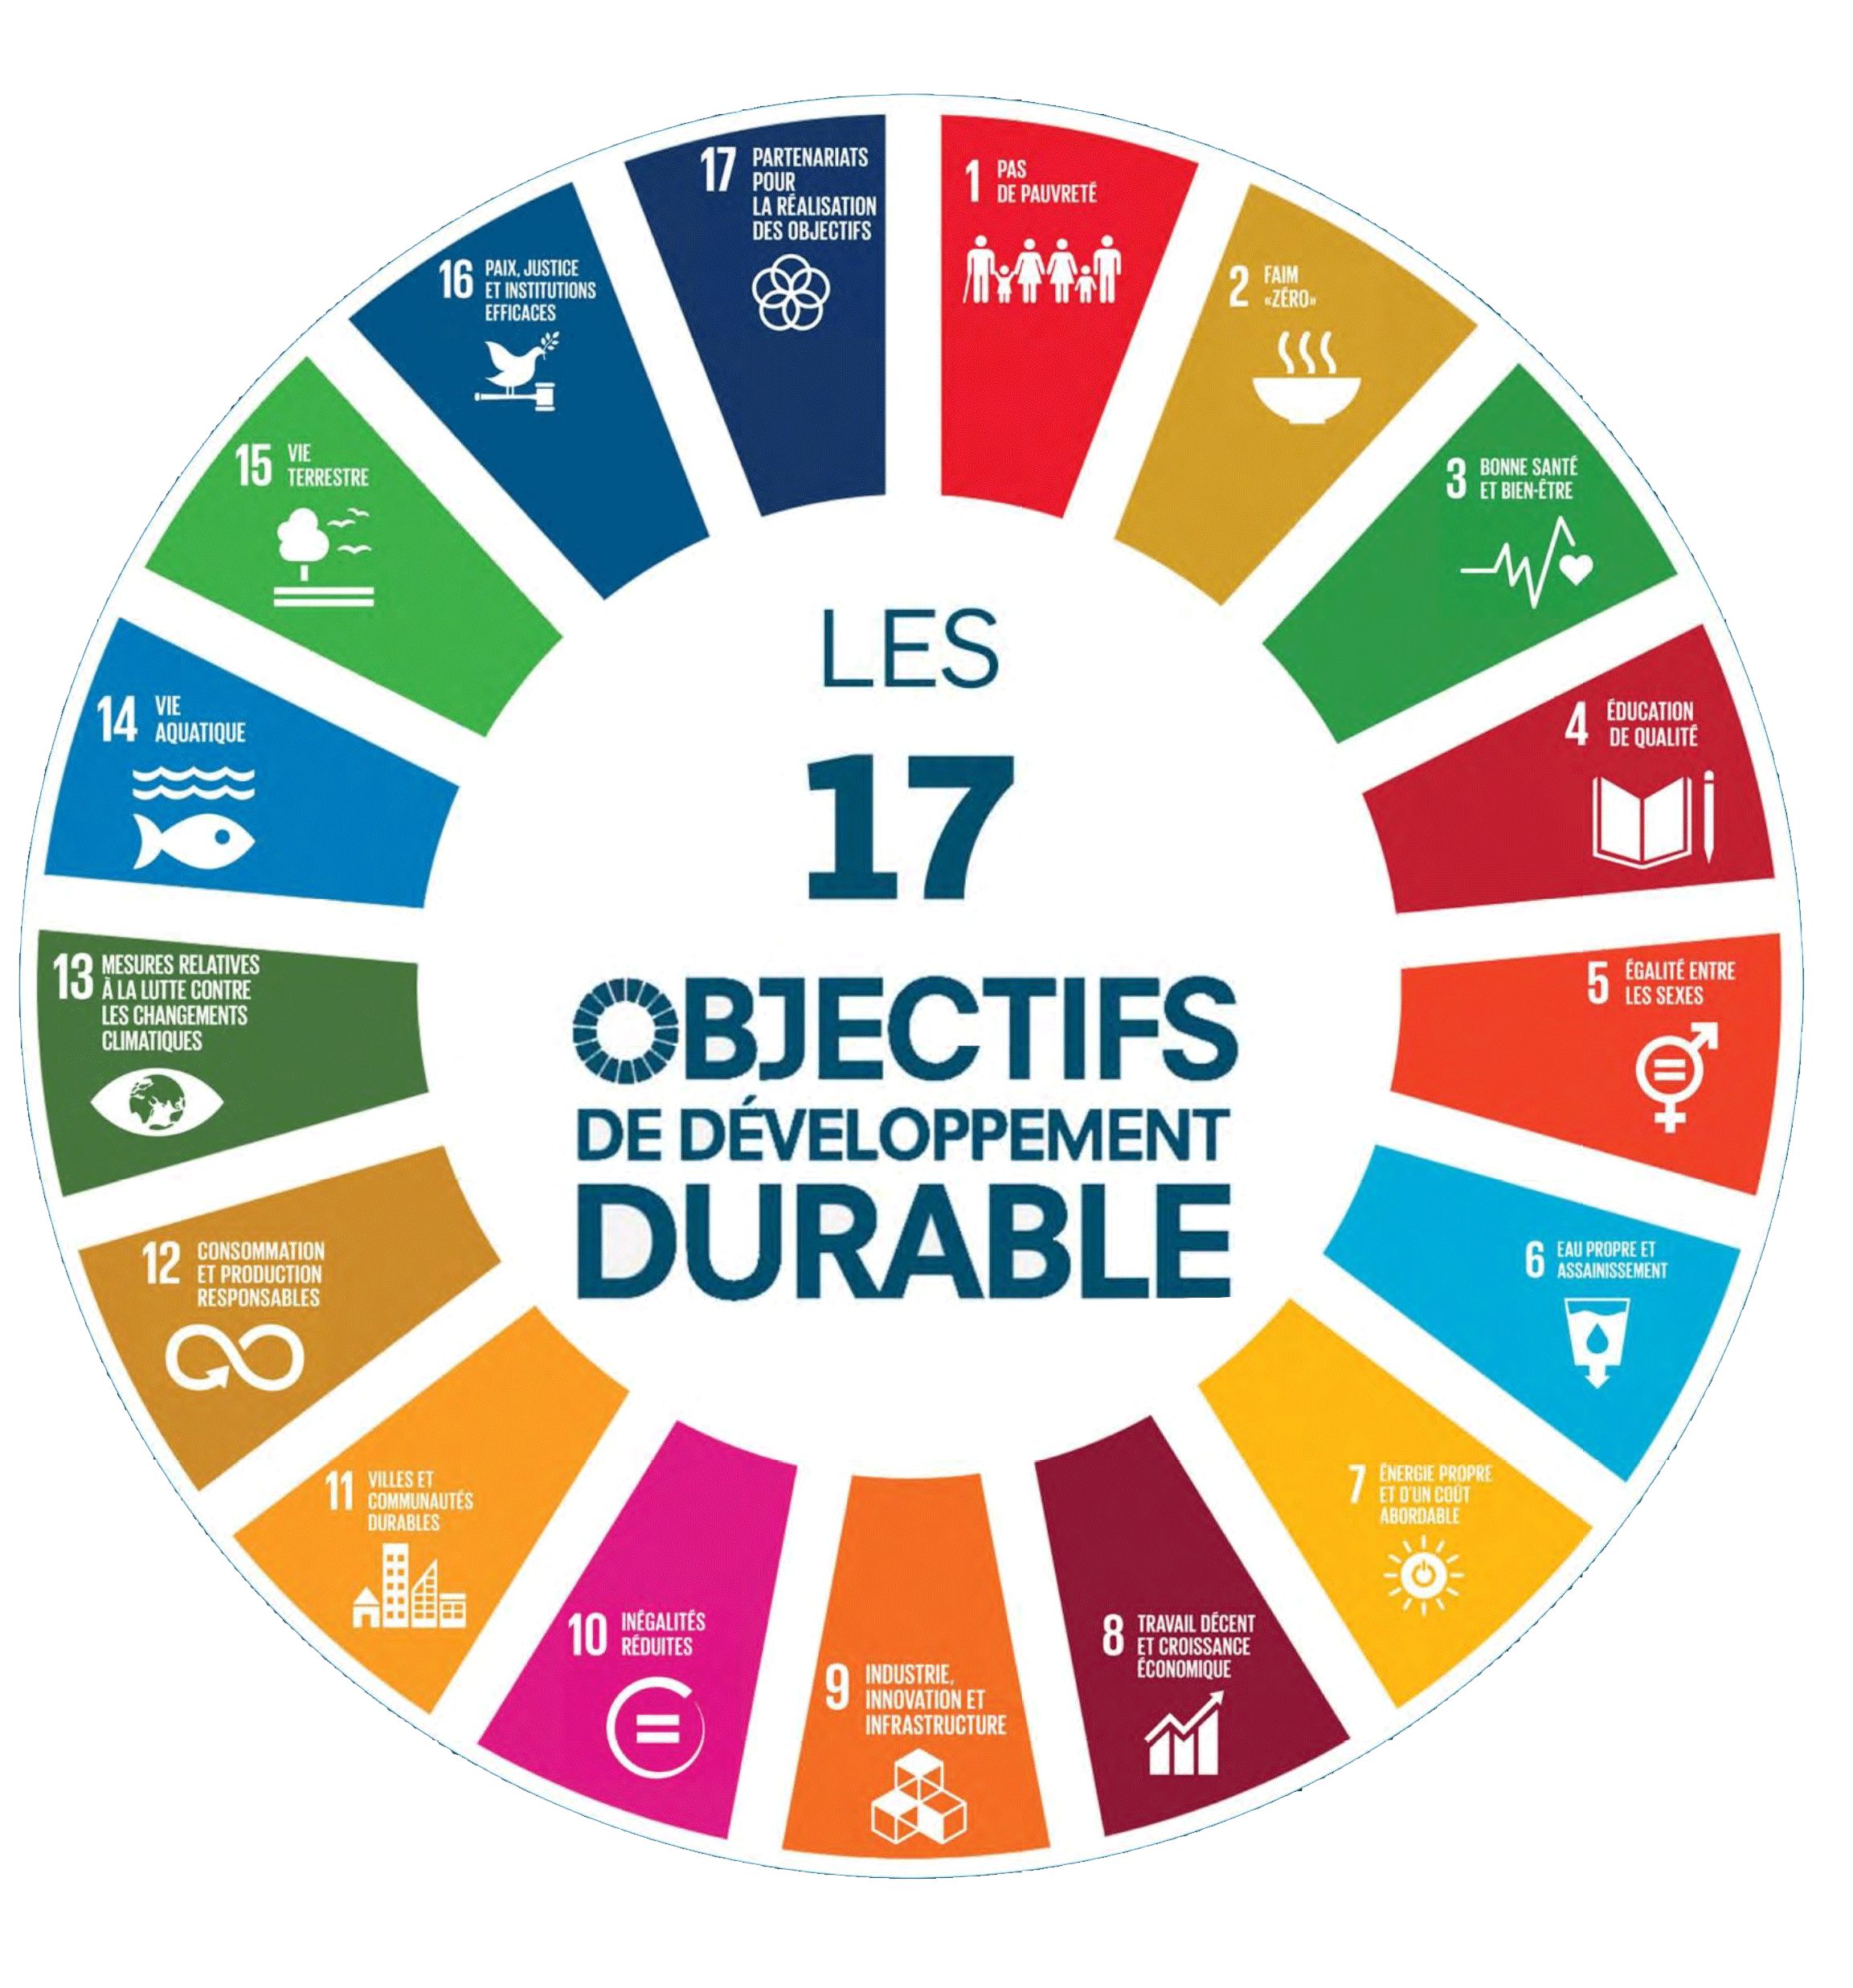 LES
17
OBJECTIFS
DE DÉVELOPPEMENT
DURABLE
1 PAS
DE PAUVRETÉ
2 FAIM
«ZÉRO»
3 BONNE SANTÉ
ET BIEN-ÊTRE
4 ÉDUCATION
DE QUALITÉ
5 ÉGALITÉ ENTRE
LES SEXES
6 EAU PROPRE ET
ASSAINISSEMENT
7 ÉNERGIE PROPRE
ET D'UN COÛT
ABORDABLE
8 TRAVAIL DÉCENT
ET CROISSANCE
ÉCONOMIQUE
9 INDUSTRIE,
INNOVATION ET
INFRASTRUCTURE
10 INÉGALITÉS
RÉDUITES
11 VILLES ET
COMMUNAUTÉS
DURABLES
12 CONSOMMATION
ET PRODUCTION
RESPONSABLES
13 MESURES RELATIVES
À LA LUTTE CONTRE
LES CHANGEMENTS
CLIMATIQUES
14 VIE
AQUATIQUE
15 VIE
TERRESTRE
16 PAIX, JUSTICE
ET INSTITUTIONS
EFFICACES
17 PARTENARIATS
POUR
LA RÉALISATION
DES OBJECTIFS